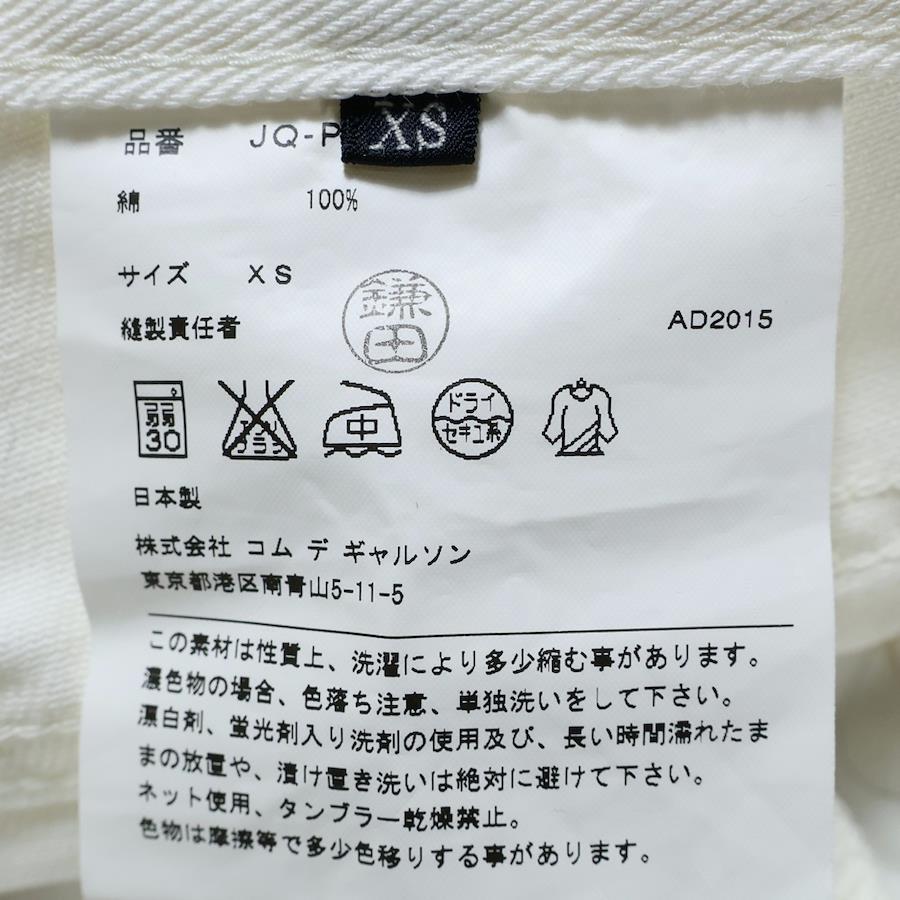 XS
品番 JQ-P
綿 100%
サイズ XS
鎌田
縫製責任者 AD2015
弱
30
エンソ
サラシ
中
ドライ
セキユ系
日本製
株式会社 コム デ ギャルソン
東京都港区南青山5-11-5
この素材は性質上、洗濯により多少縮む事があります。
濃色物の場合、色落ち注意、単独洗いをして下さい。
漂白剤、蛍光剤入り洗剤の使用及び、長い時間濡れたま
まの放置や、漬け置き洗いは絶対に避けて下さい。
ネット使用、タンブラー乾燥禁止。
色物は摩擦等で多少色移りする事があります。